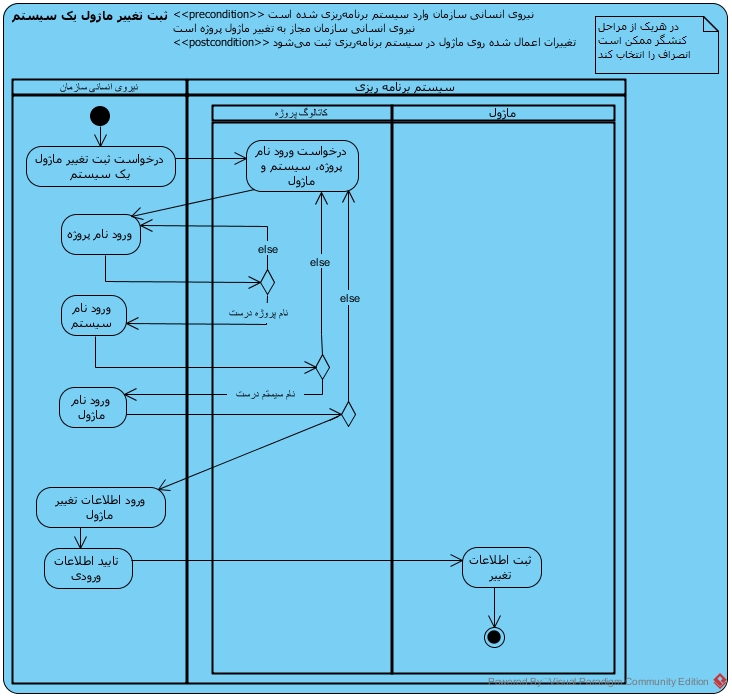 ثبت تغییر ماژول یک سیستم
<<precondition>> نیروی انسانی سازمان وارد سیستم برنامه‌ریزی شده است
نیروی انسانی سازمان مجاز به تغییر ماژول پروژه است
<<postcondition>> تغییرات اعمال شده روی ماژول در سیستم برنامه‌ریزی ثبت می‌شود
در هریک از مراحل
کنشگر ممکن است
انصراف را انتخاب کند
نیروی انسانی سازمان
سیستم برنامه ریزی
کاتالوگ پروژه
ماژول
درخواست ثبت تغییر ماژول
یک سیستم
درخواست ورود نام
پروژه، سیستم و
ماژول
ورود نام پروژه
else
else
else
نام پروژه درست
ورود نام
سیستم
نام سیستم درست
ورود نام
ماژول
ورود اطلاعات تغییر
ماژول
تایید اطلاعات
ورودی
ثبت اطلاعات
تغییر
Powered By Visual Paradigm Community Edition